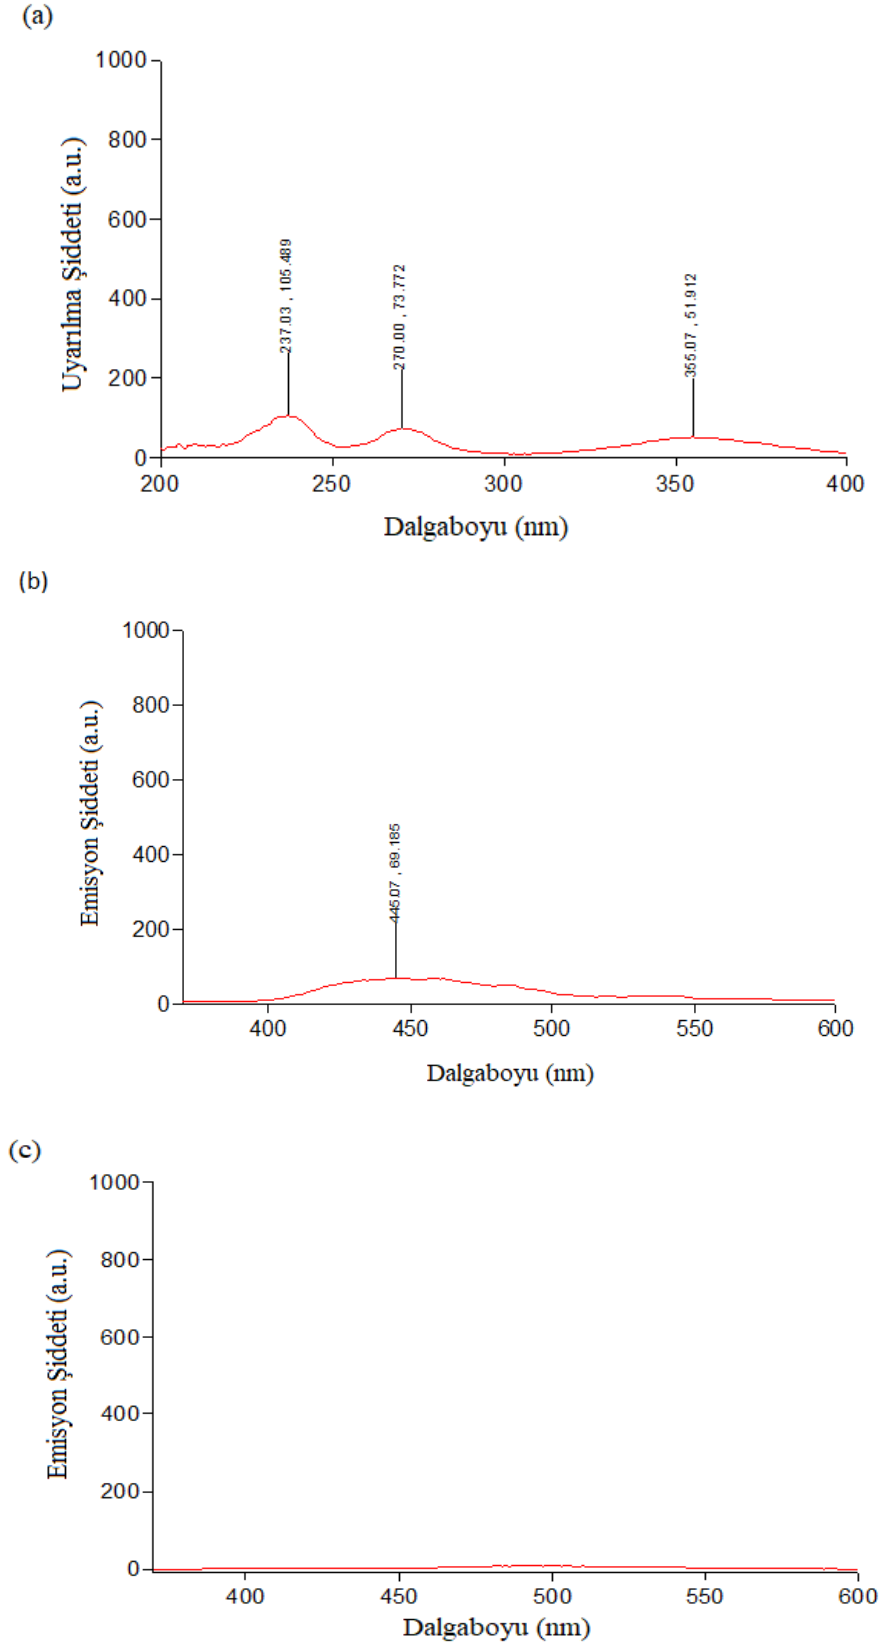 (a)
1000
800
600
400
200
0
Uyarılma Şiddeti (a.u.)
237.03 , 105.489
270.00 , 73.772
355.07 , 51.912
200 250 300 350 400
Dalgaboyu (nm)
(b)
1000
800
600
400
200
0
Emisyon Şiddeti (a.u.)
445.07 , 69.185
400 450 500 550 600
Dalgaboyu (nm)
(c)
1000
800
600
400
200
0
Emisyon Şiddeti (a.u.)
400 450 500 550 600
Dalgaboyu (nm)